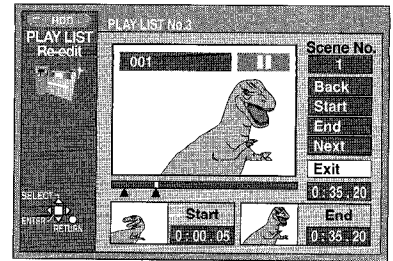 HDD
PLAY LIST
Re-edit
PLAY LIST No.3
001
Scene No.
1
Back
Start
End
Next
Exit
0:35.20
SELECT
ENTER
RETURN
Start
0:00.05
End
0:35.20